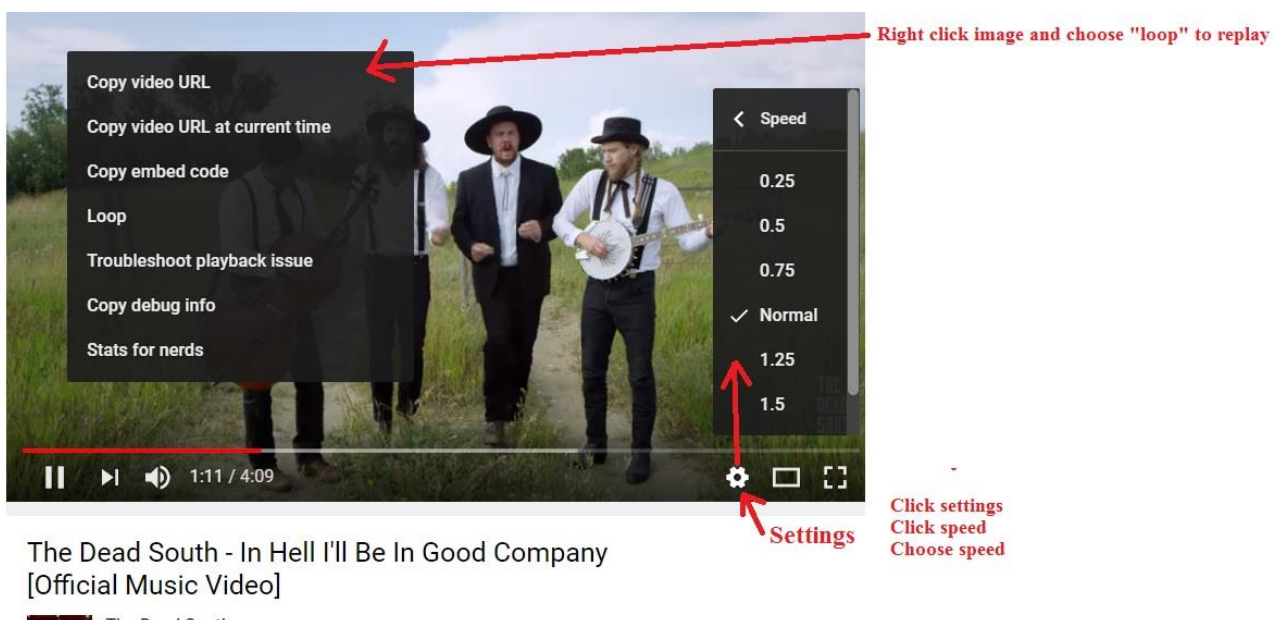 Right click image and choose "loop" to replay
Copy video URL
Copy video URL at current time
Copy embed code
Loop
Troubleshoot playback issue
Copy debug info
Stats for nerds
Speed
0.25
0.5
0.75
Normal
1.25
1.5
THE
DEAD
SOUTH
1:11 / 4:09
Settings
Click settings
Click speed
Choose speed
The Dead South - In Hell I'll Be In Good Company
[Official Music Video]